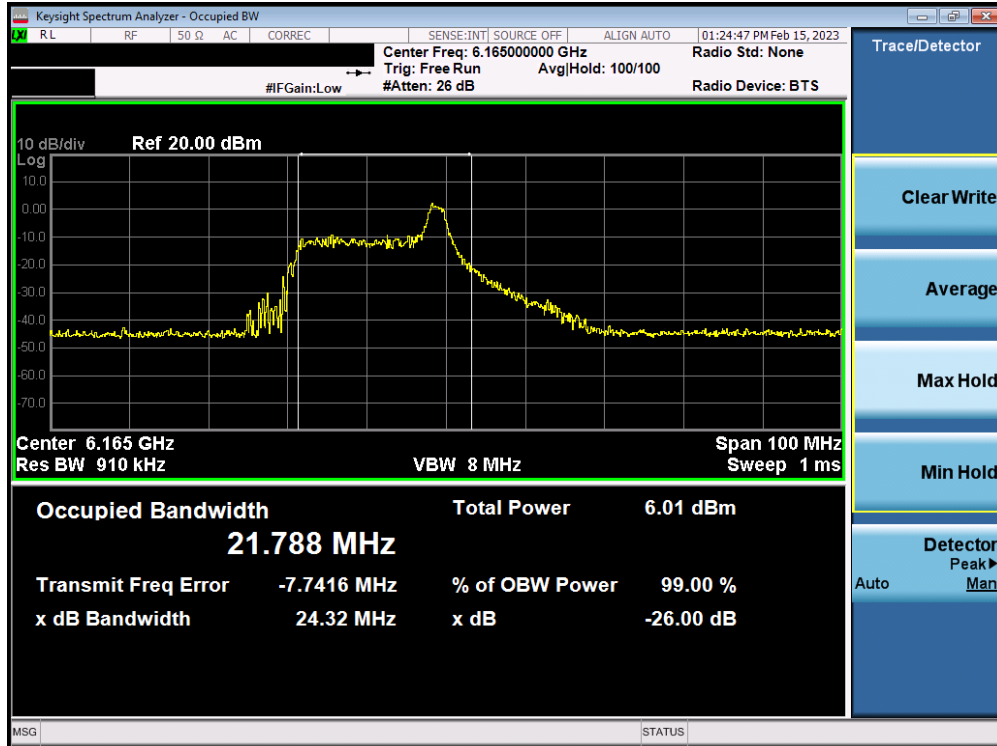 Keysight Spectrum Analyzer - Occupied BW
LXI RL RF 50 Ω AC CORREC SENSE:INT SOURCE OFF ALIGN AUTO 01:24:47 PM Feb 15, 2023
Center Freq: 6.165000000 GHz Radio Std: None
Trig: Free Run Avg|Hold: 100/100
#IFGain:Low #Atten: 26 dB Radio Device: BTS
10 dB/div Ref 20.00 dBm
Log
10.0
0.00
-10.0
-20.0
-30.0
-40.0
-50.0
-60.0
-70.0
Center 6.165 GHz Span 100 MHz
Res BW 910 kHz VBW 8 MHz Sweep 1 ms
Occupied Bandwidth Total Power 6.01 dBm
21.788 MHz
Transmit Freq Error -7.7416 MHz % of OBW Power 99.00 %
x dB Bandwidth 24.32 MHz x dB -26.00 dB
MSG STATUS
Trace/Detector
Clear Write
Average
Max Hold
Min Hold
Detector
Peak▶
Auto Man